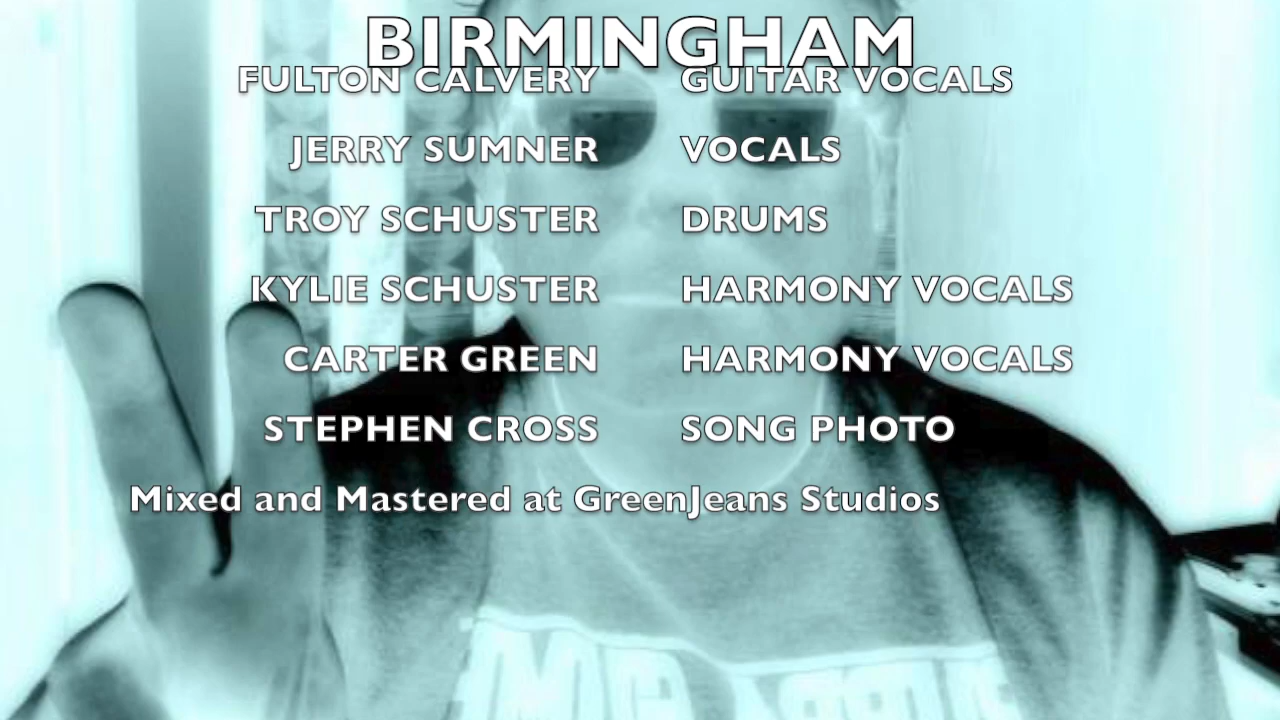 BIRMINGHAM
FULTON CALVERY GUITAR VOCALS
JERRY SUMNER VOCALS
TROY SCHUSTER DRUMS
KYLIE SCHUSTER HARMONY VOCALS
CARTER GREEN HARMONY VOCALS
STEPHEN CROSS SONG PHOTO
Mixed and Mastered at GreenJeans Studios